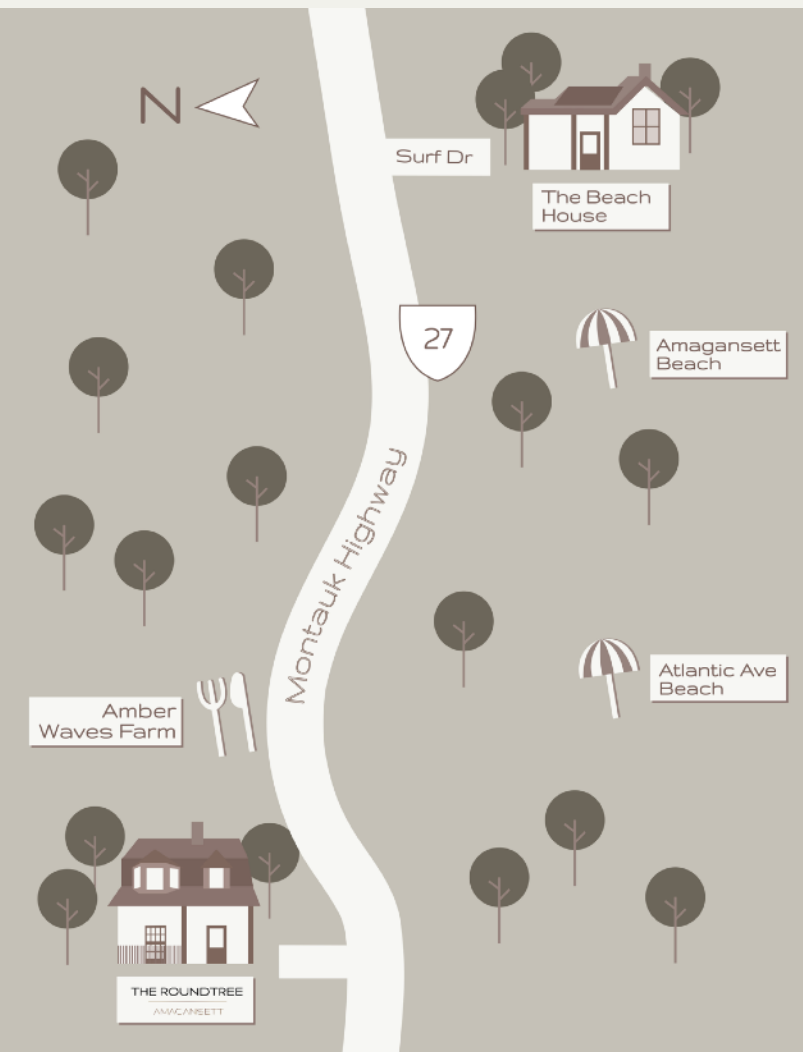 N
Surf Dr
The Beach
House
27
Amagansett
Beach
Montauk Highway
Atlantic Ave
Beach
Amber
Waves Farm
THE ROUNDTREE
AMAGANSETT